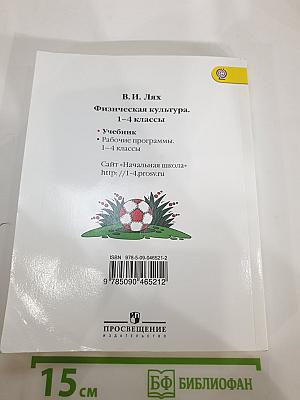 В. И. Лях
Физическая культура.
1–4 классы
• Учебник
• Рабочие программы.
1–4 классы
Сайт «Начальная школа»
http: //1–4.prosv.ru
ISBN 978-5-09-046521-2
9 785090 465212
ПРОСВЕЩЕНИЕ
ИЗДАТЕЛЬСТВО
15 см
БФ БИБЛИОФАН